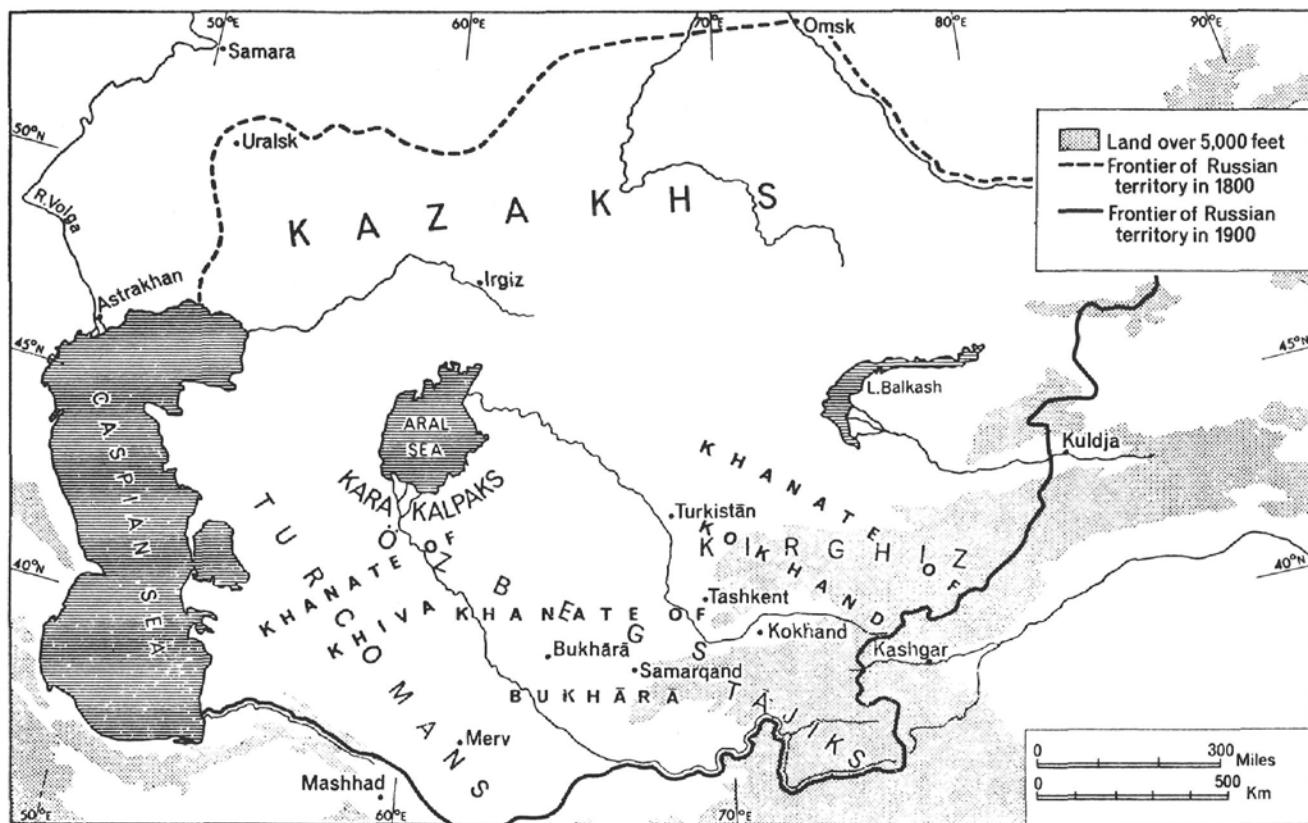 50°E
60°E
70°E
80°E
90°E
Samara
Omsk
50°N
Uralsk
R. Volga
KAZAKHS
Land over 5,000 feet
Frontier of Russian
territory in 1800
Frontier of Russian
territory in 1900
Astrakhan
Irgiz
45°N
45°N
L. Balkash
CASPIAN SEA
ARAL
SEA
Kuldja
KARA
KALPAKS
TURCOMANS
Turkistān
KHANATE OF
KOKHAND
KIRGHIZ
40°N
40°N
ÖZBEGS
KHANATE OF
KHIVA
KHANEATE OF
BUKHĀRĀ
Tashkent
Kokhand
Kashgar
Bukhārā
Samarqand
TĀJIKS
Merv
Mashhad
50°E
60°E
70°E
0 300
Miles
0 500
Km